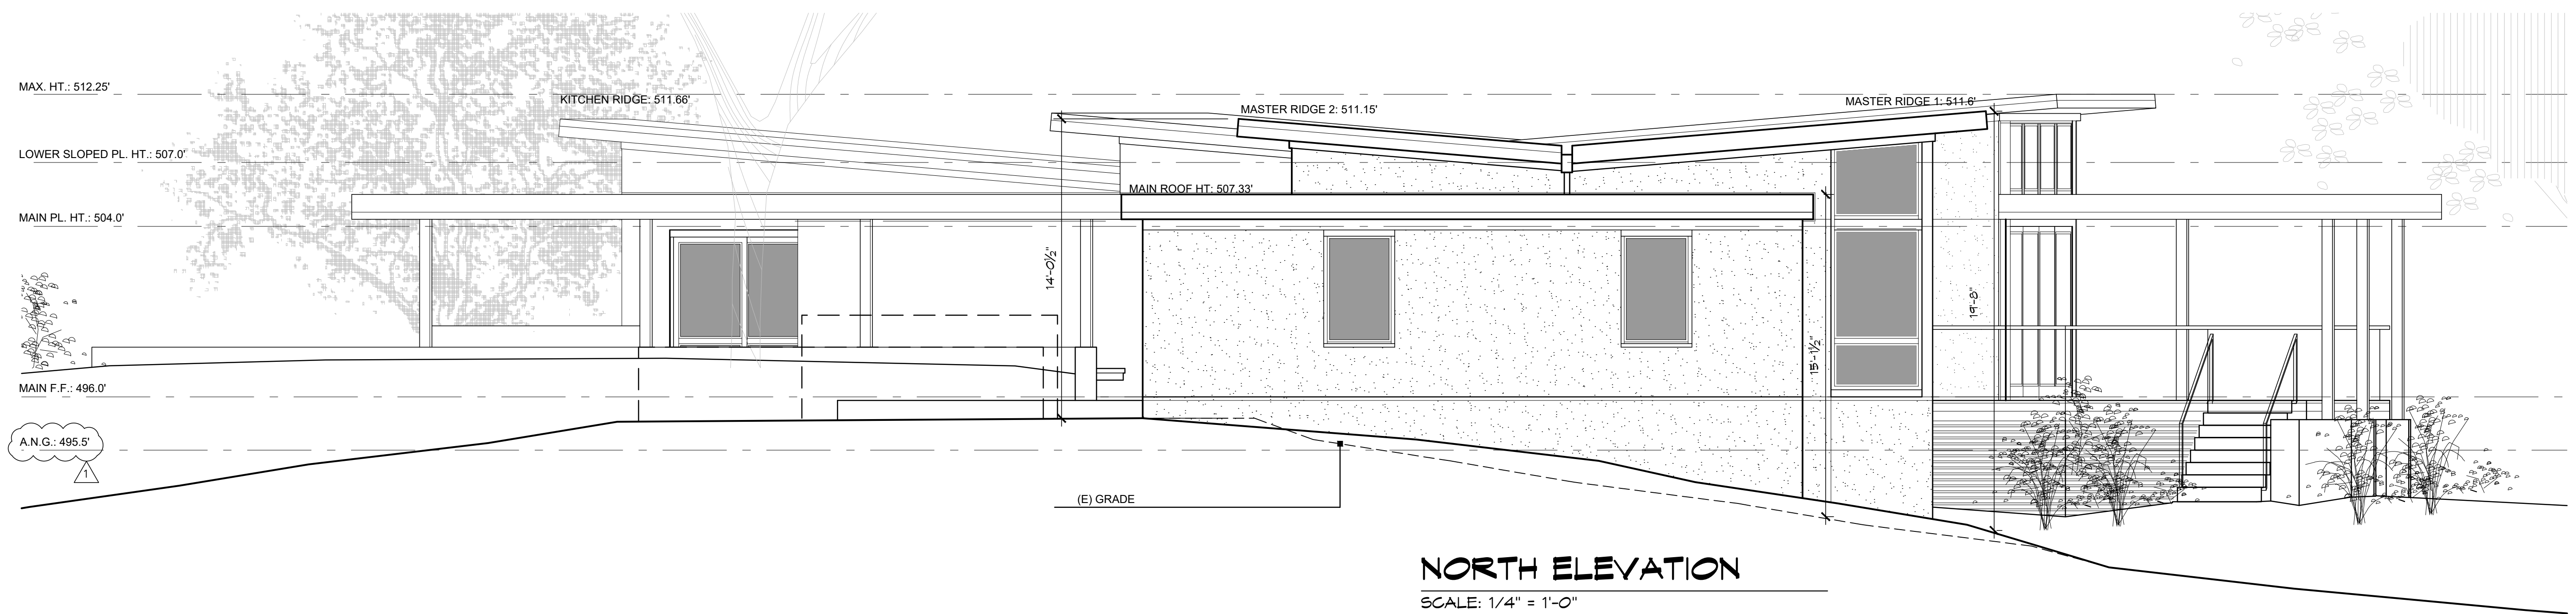 MAX. HT.: 512.25'
KITCHEN RIDGE: 511.66'
MASTER RIDGE 2: 511.15'
MASTER RIDGE 1: 511.6'
LOWER SLOPED PL. HT.: 507.0'
MAIN ROOF HT: 507.33'
MAIN PL. HT.: 504.0'
14'-0½"
19'-8"
15'-1½"
MAIN F.F.: 496.0'
A.N.G.: 495.5'
1
(E) GRADE
NORTH ELEVATION
SCALE: 1/4" = 1'-0"